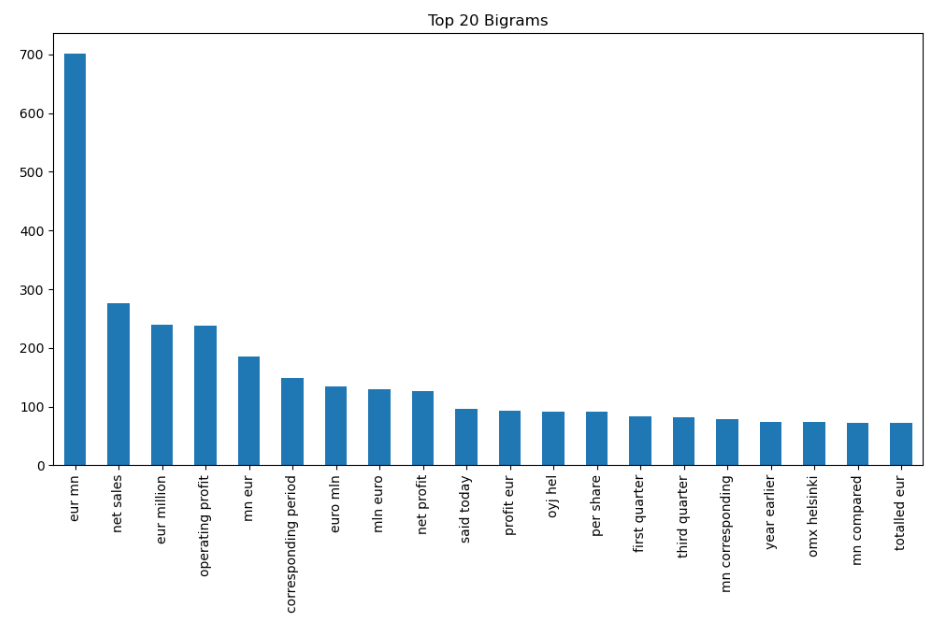 Top 20 Bigrams
700
600
500
400
300
200
100
0
eur mn
net sales
eur million
operating profit
mn eur
corresponding period
euro mln
mln euro
net profit
said today
profit eur
oyj hel
per share
first quarter
third quarter
mn corresponding
year earlier
omx helsinki
mn compared
totalled eur